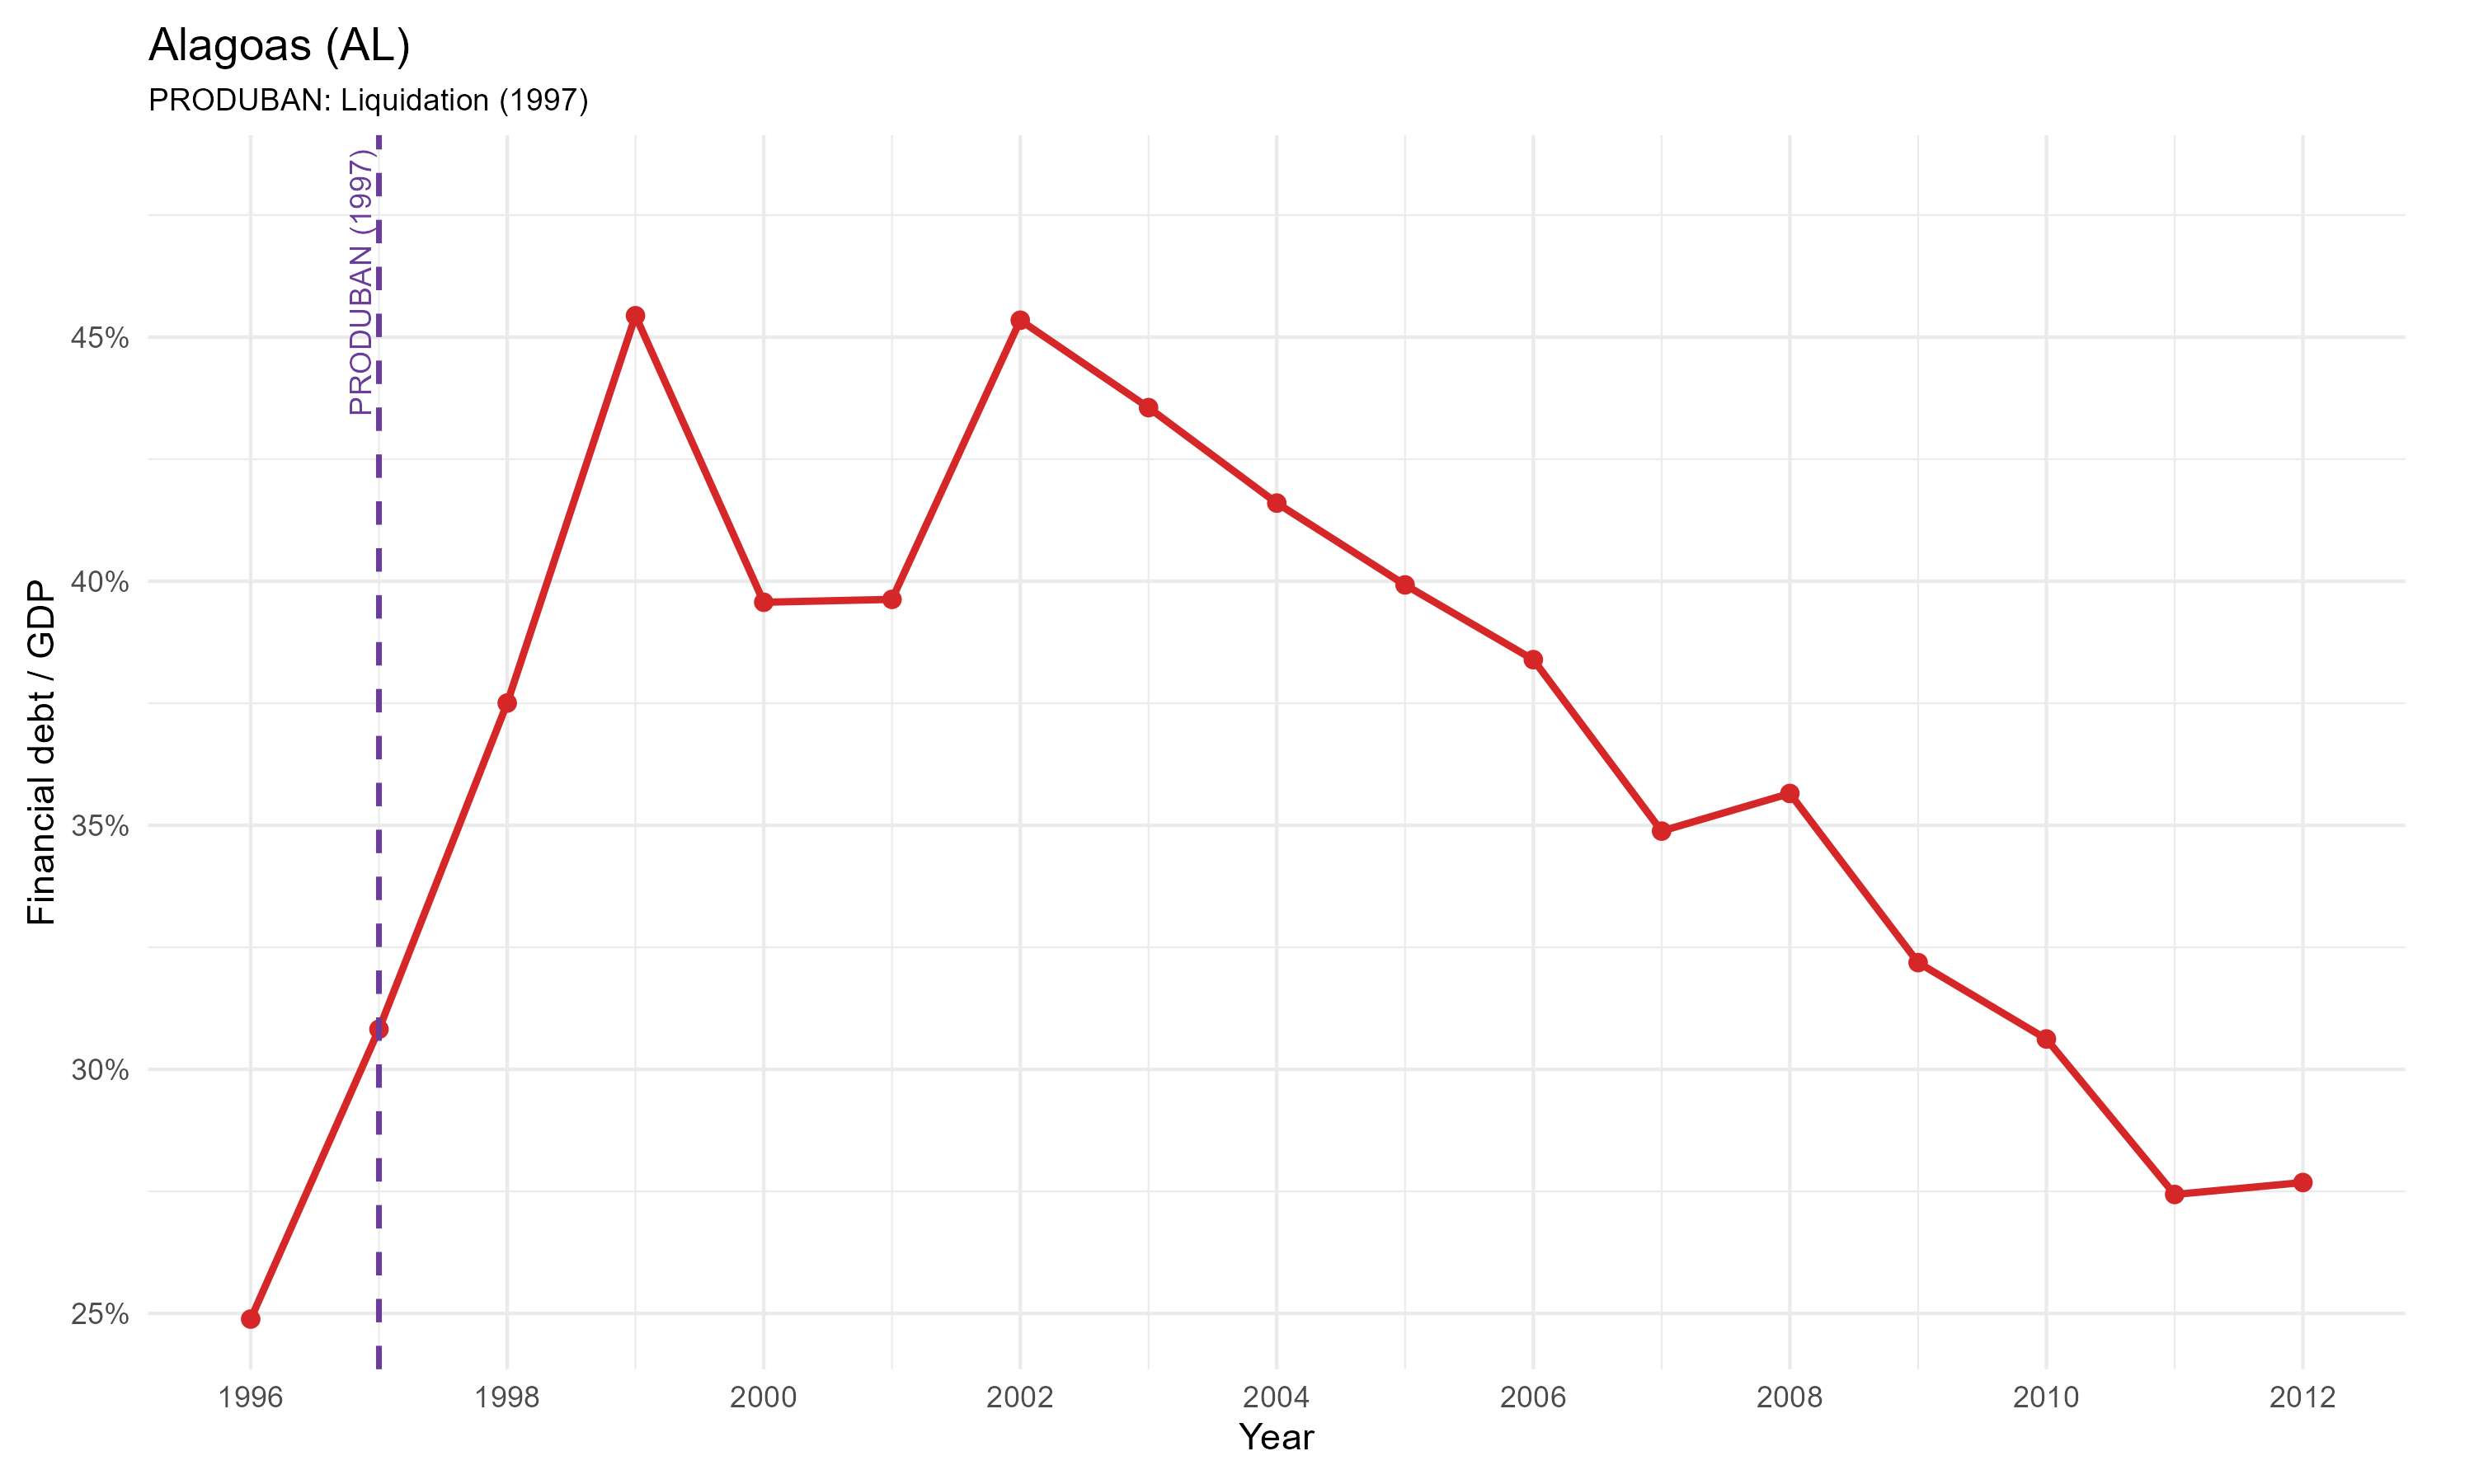 Alagoas (AL)
PRODUBAN: Liquidation (1997)
PRODUBAN (1997)
45%
40%
35%
30%
25%
Financial debt / GDP
1996 1998 2000 2002 2004 2006 2008 2010 2012
Year